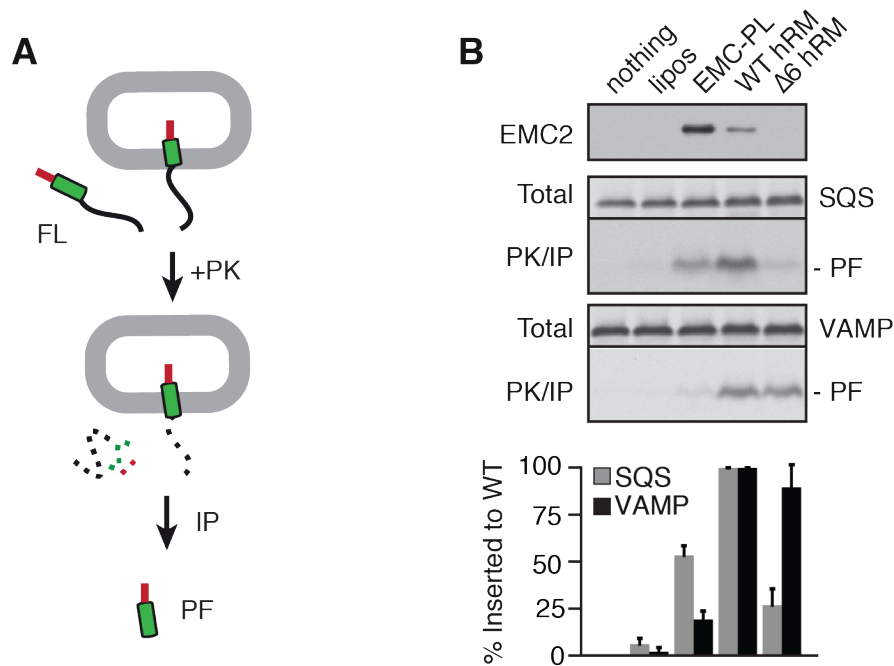 A
FL
+PK
IP
PF
B
nothing
lipos
EMC-PL
WT hRM
Δ6 hRM
EMC2
Total
SQS
PK/IP
- PF
Total
VAMP
PK/IP
- PF
% Inserted to WT
100
75
50
25
0
SQS
VAMP